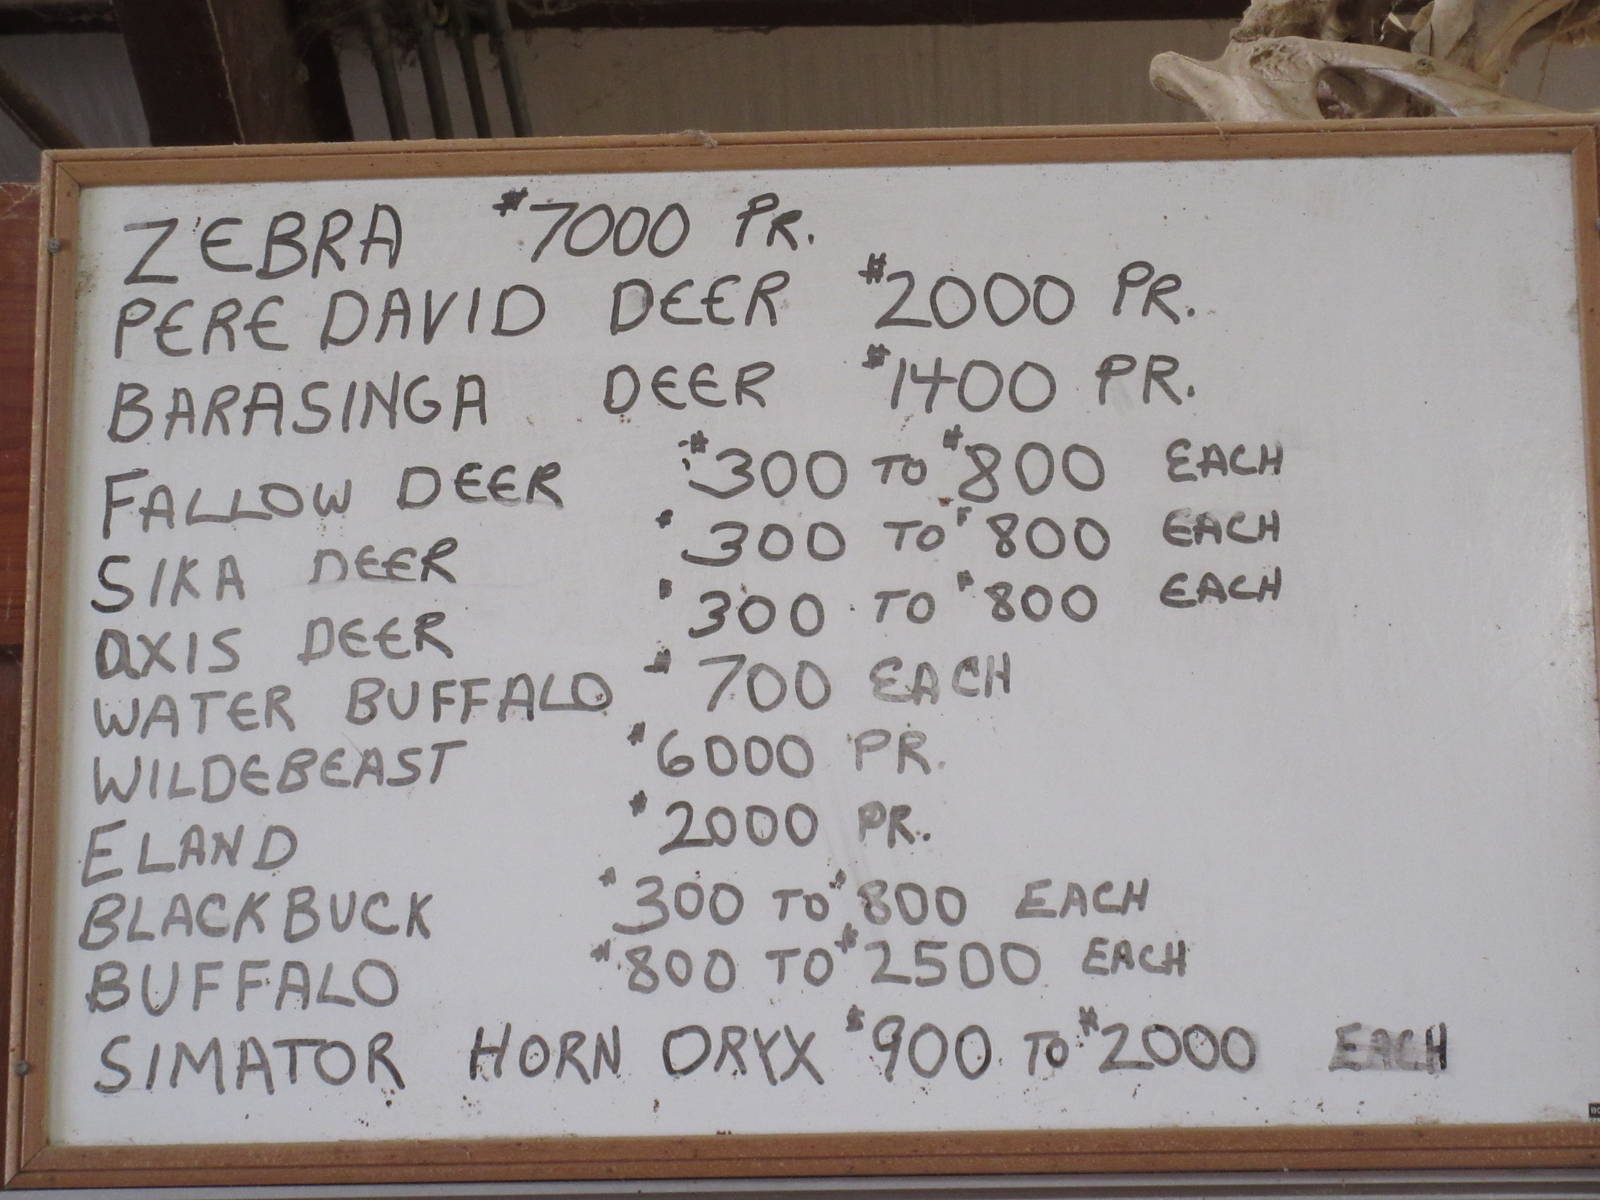 ZEBRA $7000 PR.
PERE DAVID DEER $2000 PR.
BARASINGA DEER $1400 PR.
FALLOW DEER $300 TO $800 EACH
SIKA DEER $300 TO $800 EACH
AXIS DEER $300 TO $800 EACH
WATER BUFFALO $700 EACH
WILDEBEAST $6000 PR.
ELAND $2000 PR.
BLACKBUCK $300 TO $800 EACH
BUFFALO $800 TO $2500 EACH
SIMATOR HORN ORYX $900 TO $2000 EACH